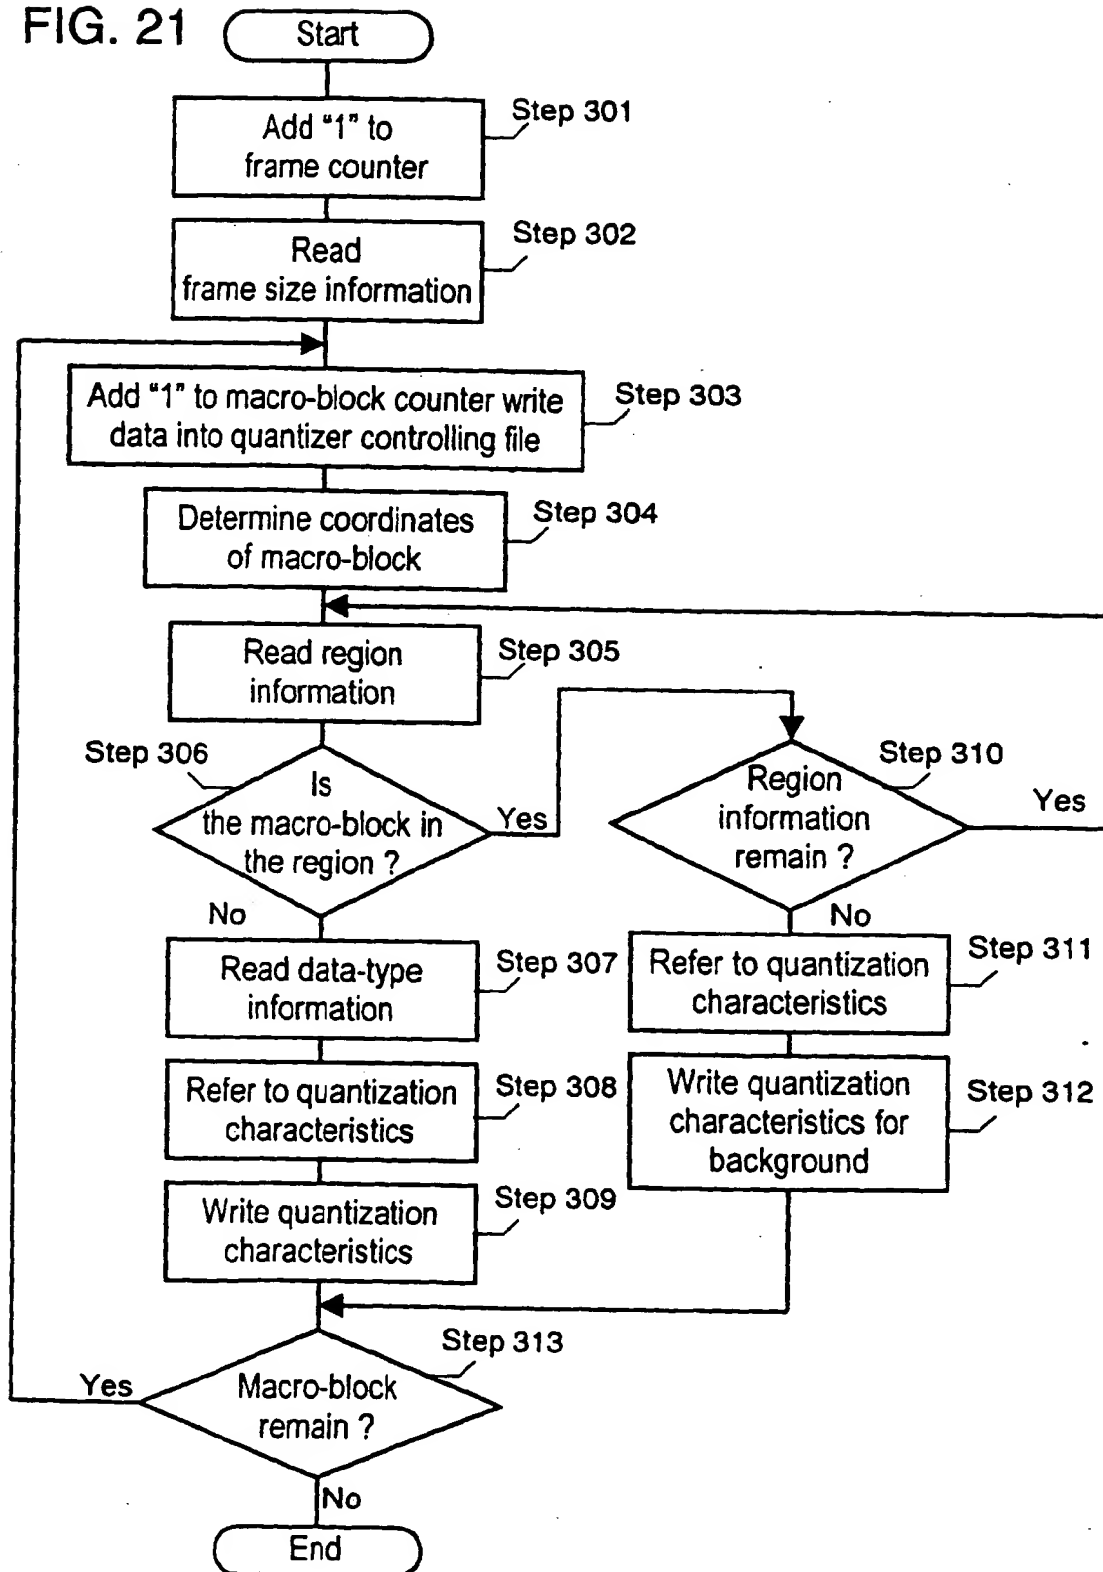 FIG. 21
Start
Add "1" to
frame counter
Step 301
Read
frame size information
Step 302
Add "1" to macro-block counter write
data into quantizer controlling file
Step 303
Determine coordinates
of macro-block
Step 304
Read region
information
Step 305
Step 306
Is
the macro-block in
the region ?
Yes
No
Region
information
remain ?
Step 310
Yes
No
Read data-type
information
Step 307
Refer to quantization
characteristics
Step 311
Refer to quantization
characteristics
Step 308
Write quantization
characteristics for
background
Step 312
Write quantization
characteristics
Step 309
Macro-block
remain ?
Step 313
Yes
No
End